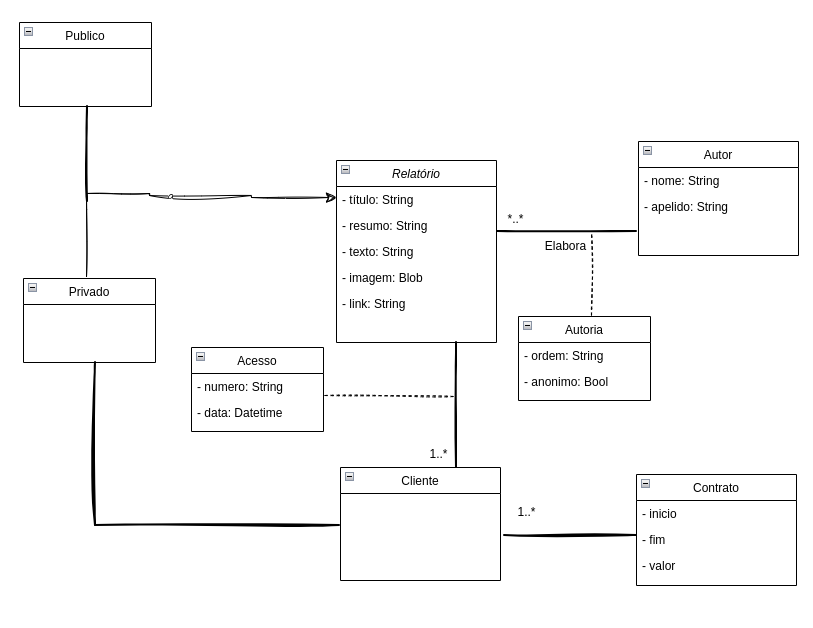 Publico
Relatório
- título: String
- resumo: String
- texto: String
- imagem: Blob
- link: String
*..*
Elabora
Autor
- nome: String
- apelido: String
Privado
Acesso
- numero: String
- data: Datetime
Autoria
- ordem: String
- anonimo: Bool
1..*
Cliente
1..*
Contrato
- inicio
- fim
- valor